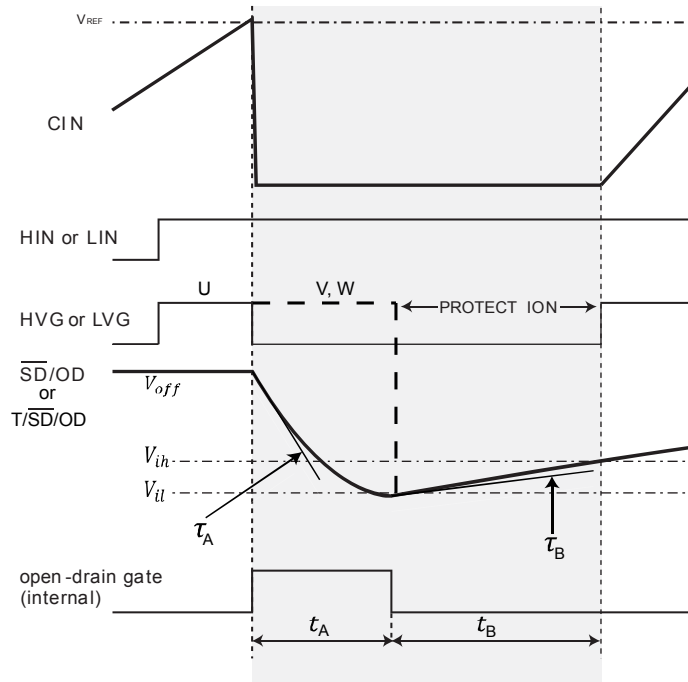 VREF
CIN
HIN or LIN
U
V, W
HVG or LVG
PROTECT ION
SD/OD
or
T/SD/OD
Voff
Vih
Vil
τA
τB
open-drain gate
(internal)
tA
tB